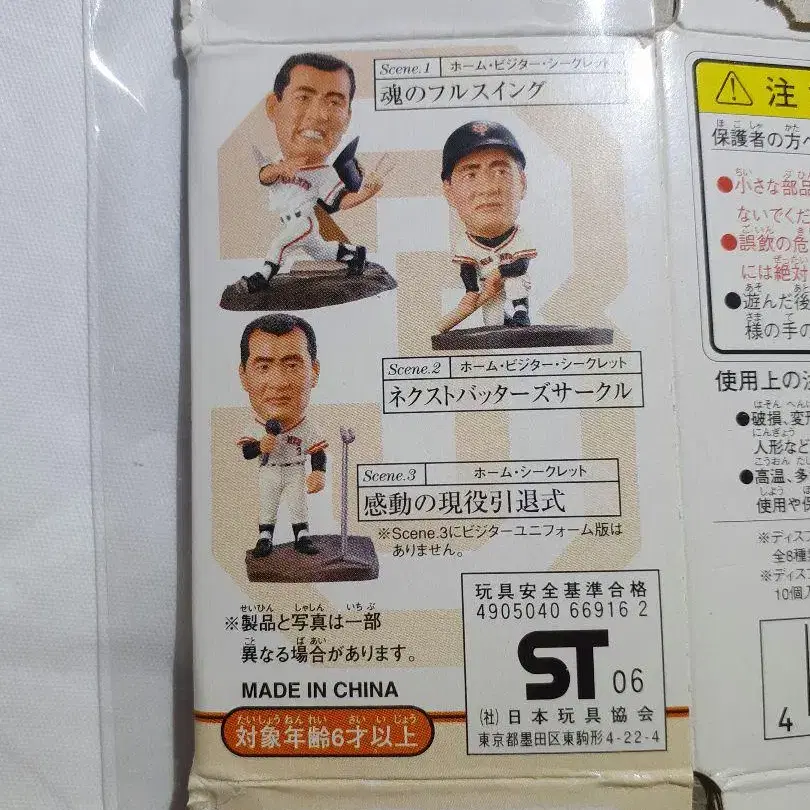 Scene.1 ホーム・ビジター・シークレット
魂のフルスイング
Scene.2 ホーム・ビジター・シークレット
ネクストバッターズサークル
Scene.3 ホーム・シークレット
感動の現役引退式
※Scene.3にビジターユニフォーム版は
ありません。
※製品と写真は一部
異なる場合があります。
MADE IN CHINA
対象年齢6才以上
玩具安全基準合格
4905040 66916 2
ST 06
(社)日本玩具協会
東京都墨田区東駒形4-22-4
注
保護者の方へ
●小さな部品
ないでくだ
●誤飲の危
には絶対
●遊んだ後
様の手の
使用上の注
●破損、変形
人形など
●高温、多
使用や保
※ディスプ
全8種
※ディスプ
10個入
4